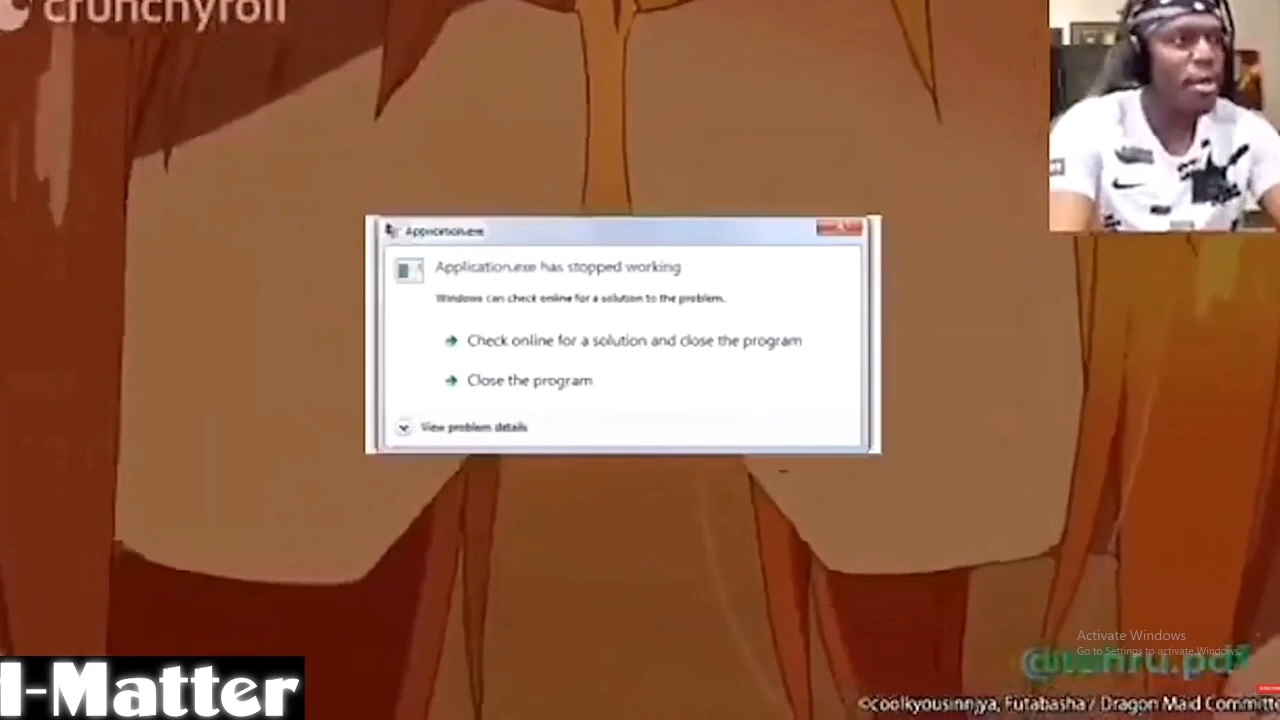 crunchyroll
Application.exe
Application.exe has stopped working
Windows can check online for a solution to the problem.
Check online for a solution and close the program
Close the program
View problem details
Activate Windows
Go to Settings to activate Windows.
I-Matter
©coolkyousinnjya, Futabasha / Dragon Maid Committe